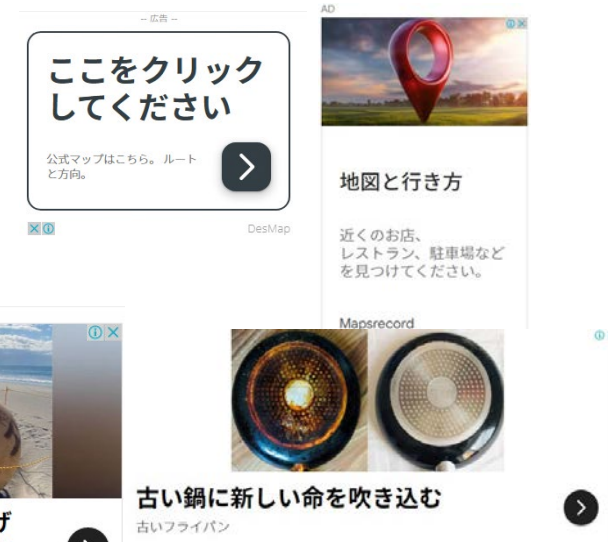 – 広告 –
ここをクリック
してください
公式マップはこちら。 ルート
と方向。
DesMap
AD
地図と行き方
近くのお店、
レストラン、駐車場など
を見つけてください。
Mapsrecord
げ
古い鍋に新しい命を吹き込む
古いフライパン